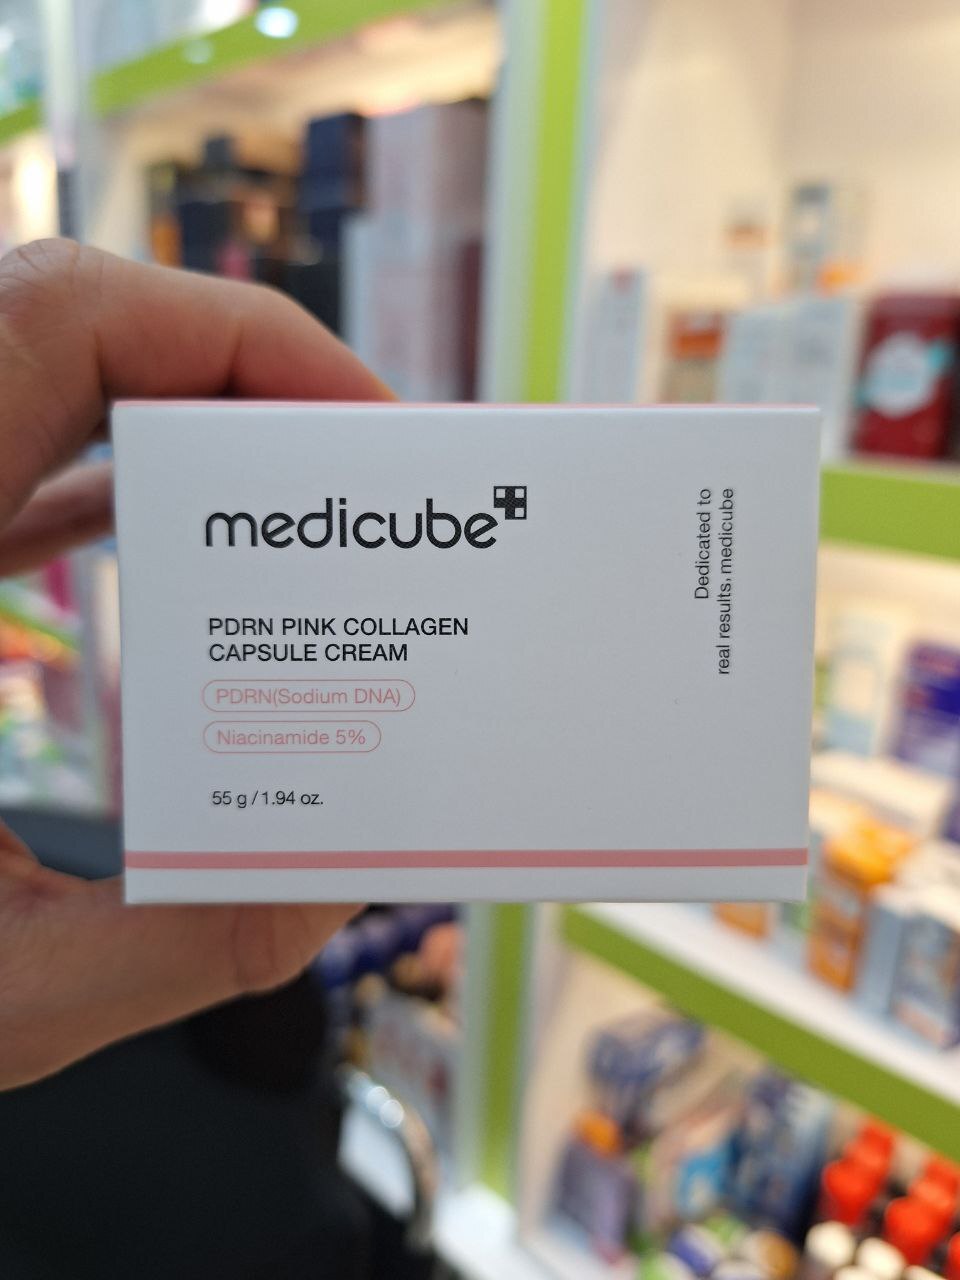 medicube
PDRN PINK COLLAGEN
CAPSULE CREAM
PDRN(Sodium DNA)
Niacinamide 5%
55 g / 1.94 oz.
Dedicated to
real results, medicube